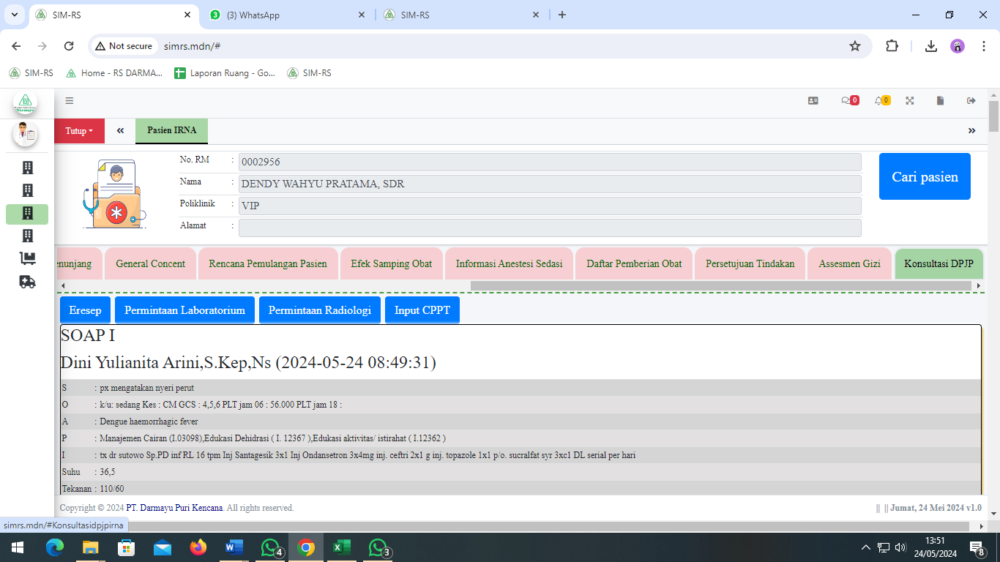 SIM-RS
(3) WhatsApp
SIM-RS
Not secure
simrs.mdn/#
SIM-RS
Home - RS DARMA...
Laporan Ruang - Go...
SIM-RS
0
0
Tutup
Pasien IRNA
No. RM : 0002956
Nama : DENDY WAHYU PRATAMA, SDR
Poliklinik : VIP
Alamat :
Cari pasien
enunjang
General Concent
Rencana Pemulangan Pasien
Efek Samping Obat
Informasi Anestesi Sedasi
Daftar Pemberian Obat
Persetujuan Tindakan
Assesmen Gizi
Konsultasi DPJP
Eresep
Permintaan Laboratorium
Permintaan Radiologi
Input CPPT
SOAP I
Dini Yulianita Arini,S.Kep,Ns (2024-05-24 08:49:31)
S : px mengatakan nyeri perut
O : k/u: sedang Kes : CM GCS : 4,5,6 PLT jam 06 : 56.000 PLT jam 18 :
A : Dengue haemorrhagic fever
P : Manajemen Cairan (I.03098),Edukasi Dehidrasi ( I. 12367 ),Edukasi aktivitas/ istirahat ( I.12362 )
I : tx dr sutowo Sp.PD inf RL 16 tpm Inj Santagesik 3x1 Inj Ondansetron 3x4mg inj. ceftri 2x1 g inj. topazole 1x1 p/o. sucralfat syr 3xc1 DL serial per hari
Suhu : 36,5
Tekanan : 110/60
Copyright © 2024 PT. Darmayu Puri Kencana. All rights reserved.
|| || Jumat, 24 Mei 2024 v1.0
simrs.mdn/#Konsultasidpjpirna
4
3
13:51
24/05/2024
8